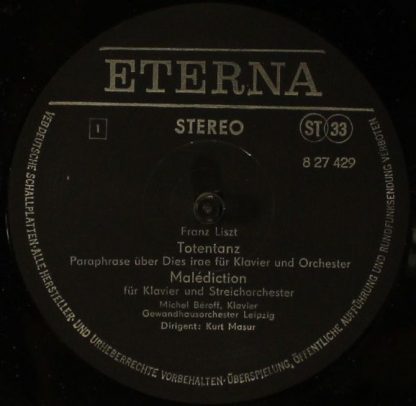 ETERNA
1
STEREO
ST 33
8 27 429
Franz Liszt
Totentanz
Paraphrase über Dies irae für Klavier und Orchester
Malédiction
für Klavier und Streichorchester
Michel Béroff, Klavier
Gewandhausorchester Leipzig
Dirigent: Kurt Masur
VEB DEUTSCHE SCHALLPLATTEN · ALLE HERSTELLER- UND URHEBERRECHTE VORBEHALTEN · ÜBERSPIELUNG, ÖFFENTLICHE AUFFÜHRUNG UND RUNDFUNKSENDUNG VERBOTEN